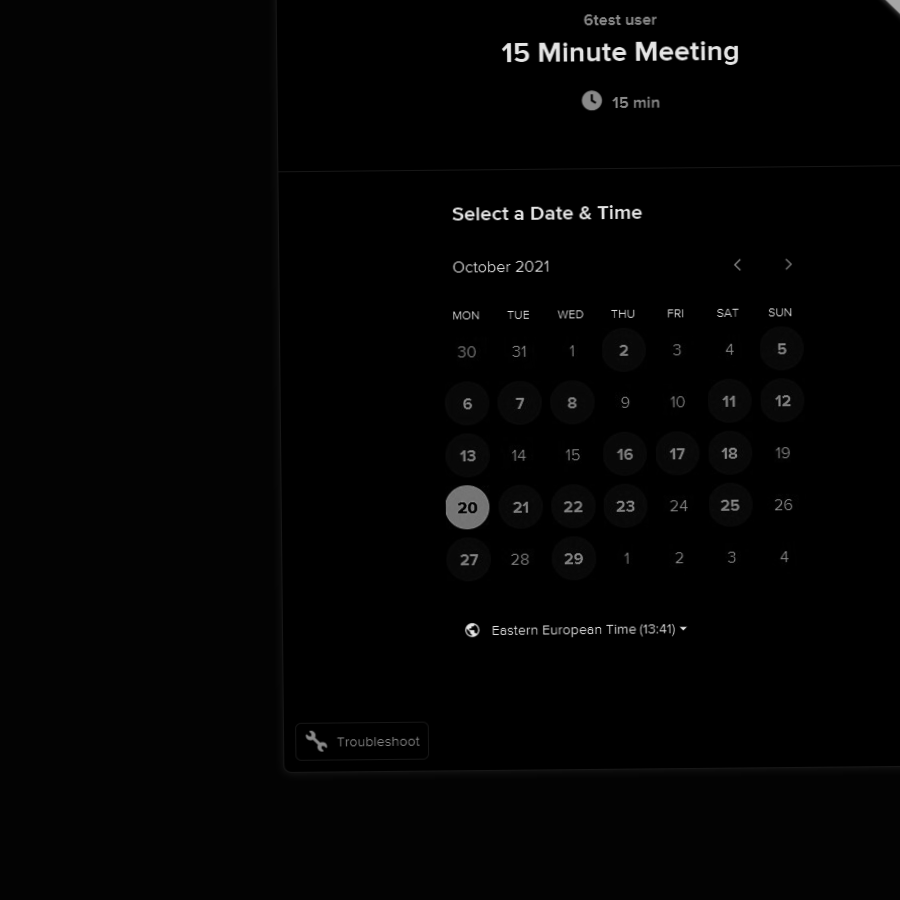 6test user
15 Minute Meeting
15 min
Select a Date & Time
October 2021
MON TUE WED THU FRI SAT SUN
30 31 1 2 3 4 5
6 7 8 9 10 11 12
13 14 15 16 17 18 19
20 21 22 23 24 25 26
27 28 29 1 2 3 4
Eastern European Time (13:41)
Troubleshoot